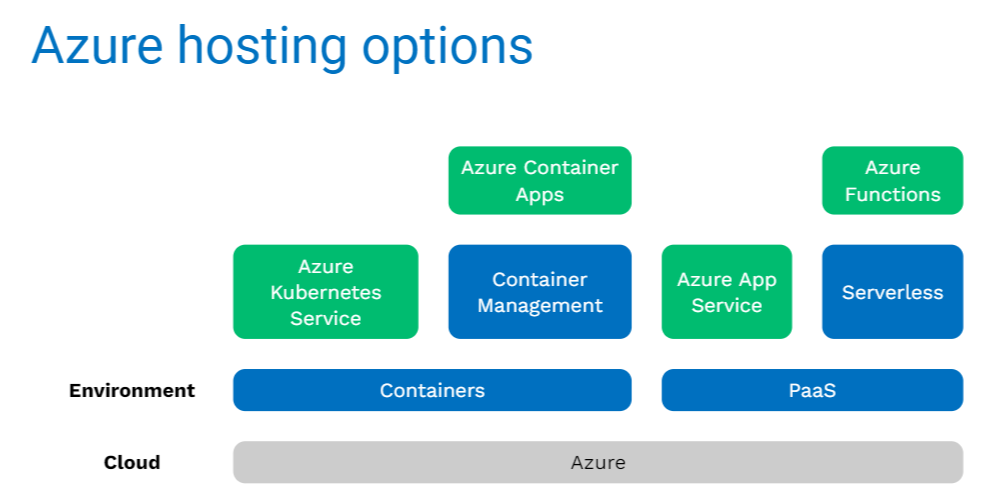 Azure hosting options
Azure Container
Apps
Azure
Functions
Azure
Kubernetes
Service
Container
Management
Azure App
Service
Serverless
Environment
Containers
PaaS
Cloud
Azure